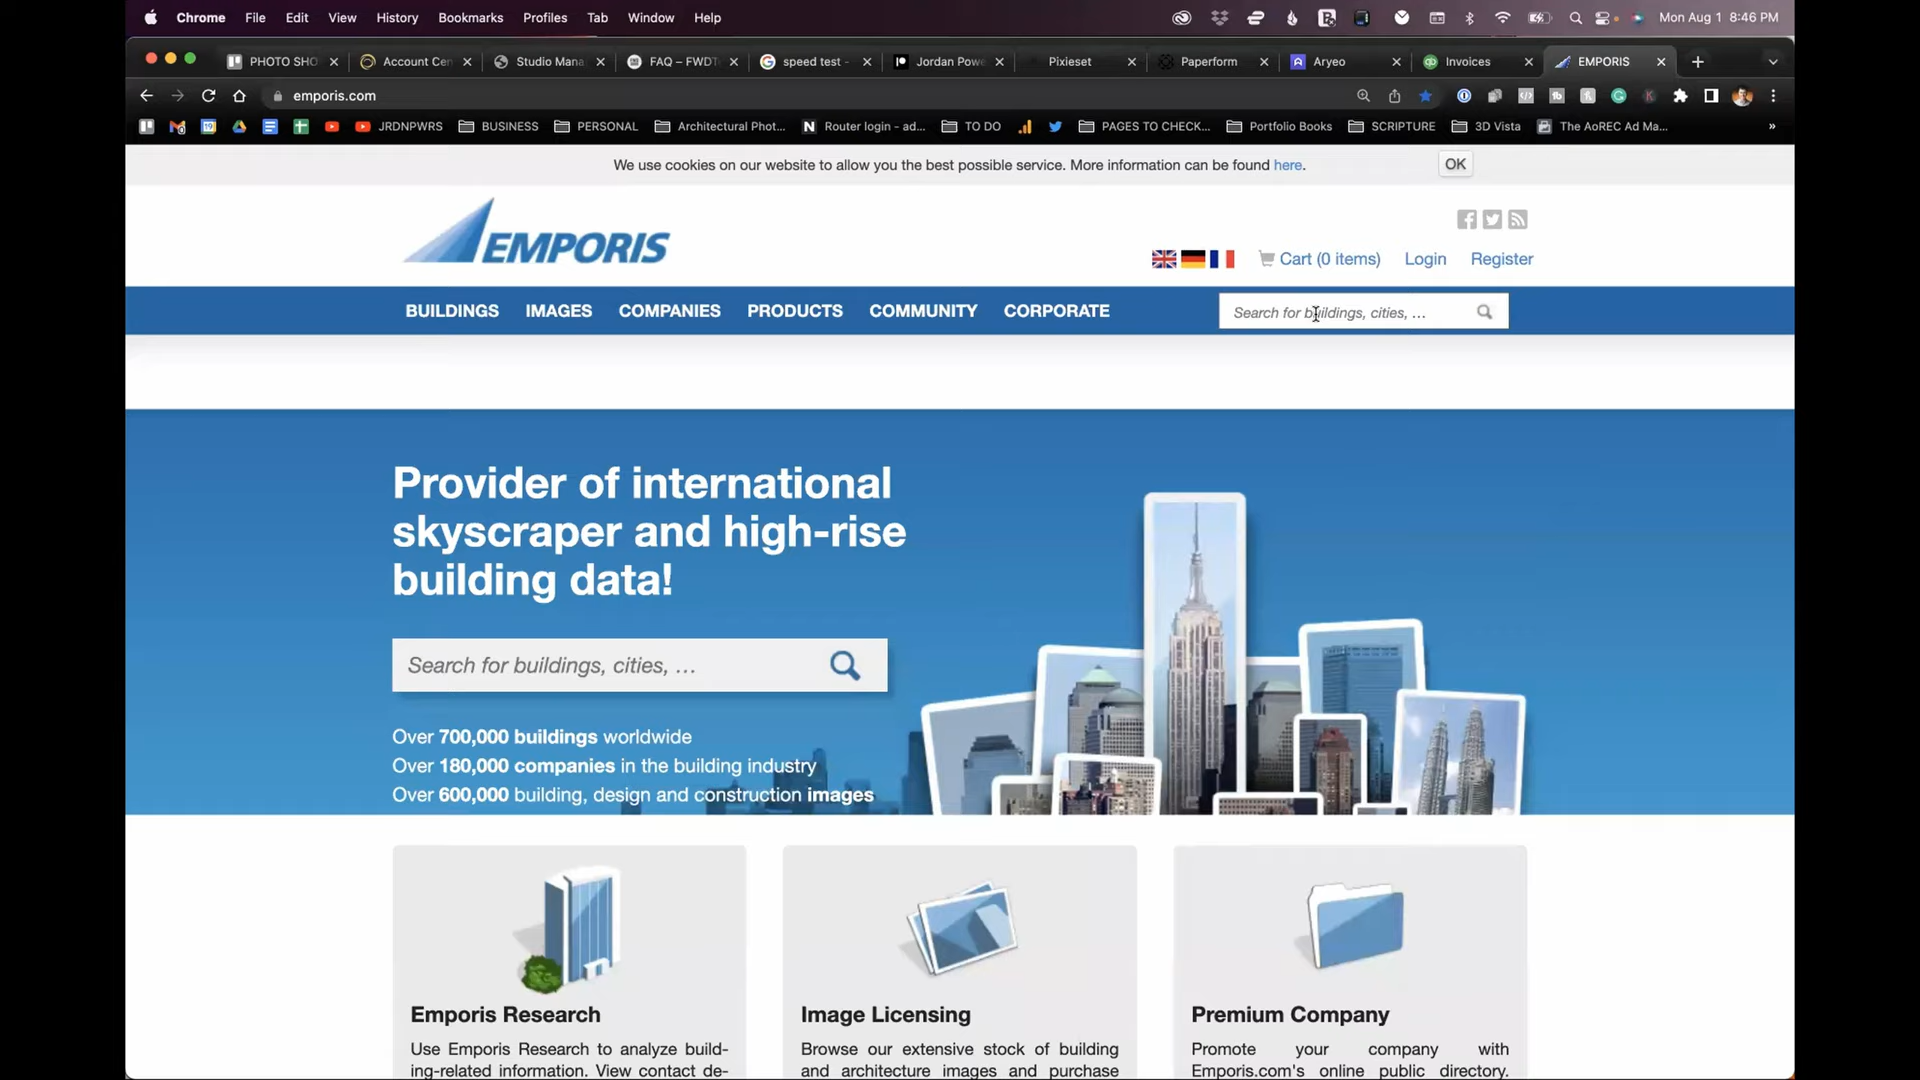 Chrome File Edit View History Bookmarks Profiles Tab Window Help Mon Aug 1 8:46 PM
PHOTO SHO Account Cen Studio Mana FAQ – FWDT speed test - Jordan Powe Pixieset Paperform Aryeo Invoices EMPORIS
emporis.com
JRDNPWRS BUSINESS PERSONAL Architectural Phot... Router login - ad... TO DO PAGES TO CHECK... Portfolio Books SCRIPTURE 3D Vista The AoREC Ad Ma... »
We use cookies on our website to allow you the best possible service. More information can be found here. OK
EMPORIS
Cart (0 items) Login Register
BUILDINGS IMAGES COMPANIES PRODUCTS COMMUNITY CORPORATE Search for buildings, cities, ...
Provider of international
skyscraper and high-rise
building data!
Search for buildings, cities, ...
Over 700,000 buildings worldwide
Over 180,000 companies in the building industry
Over 600,000 building, design and construction images
Emporis Research
Use Emporis Research to analyze build-
ing-related information. View contact de-
Image Licensing
Browse our extensive stock of building
and architecture images and purchase
Premium Company
Promote your company with
Emporis.com's online public directory.